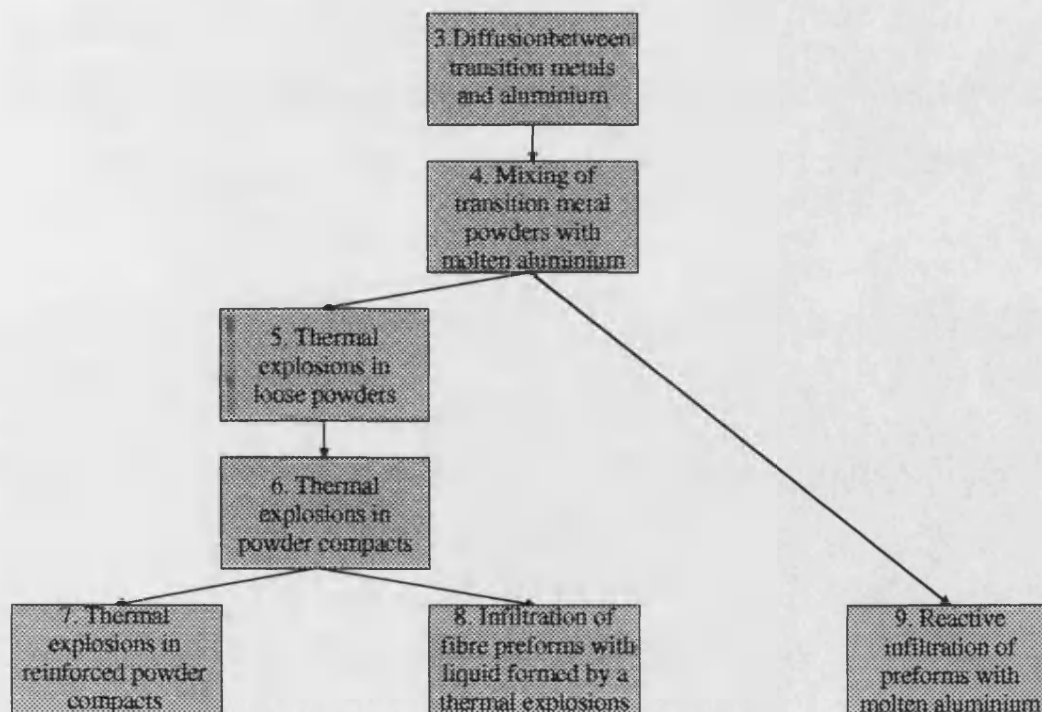 3.Diffusionbetween
transition metals
and aluminium
4. Mixing of
transition metal
powders with
molten aluminium
5. Thermal
explosions in
loose powders
6. Thermal
explosions in
powder compacts
7. Thermal
explosions in
reinforced powder
compacts
8. Infiltration of
fibre preforms with
liquid formed by a
thermal explosions
9. Reactive
infiltration of
preforms with
molten aluminium